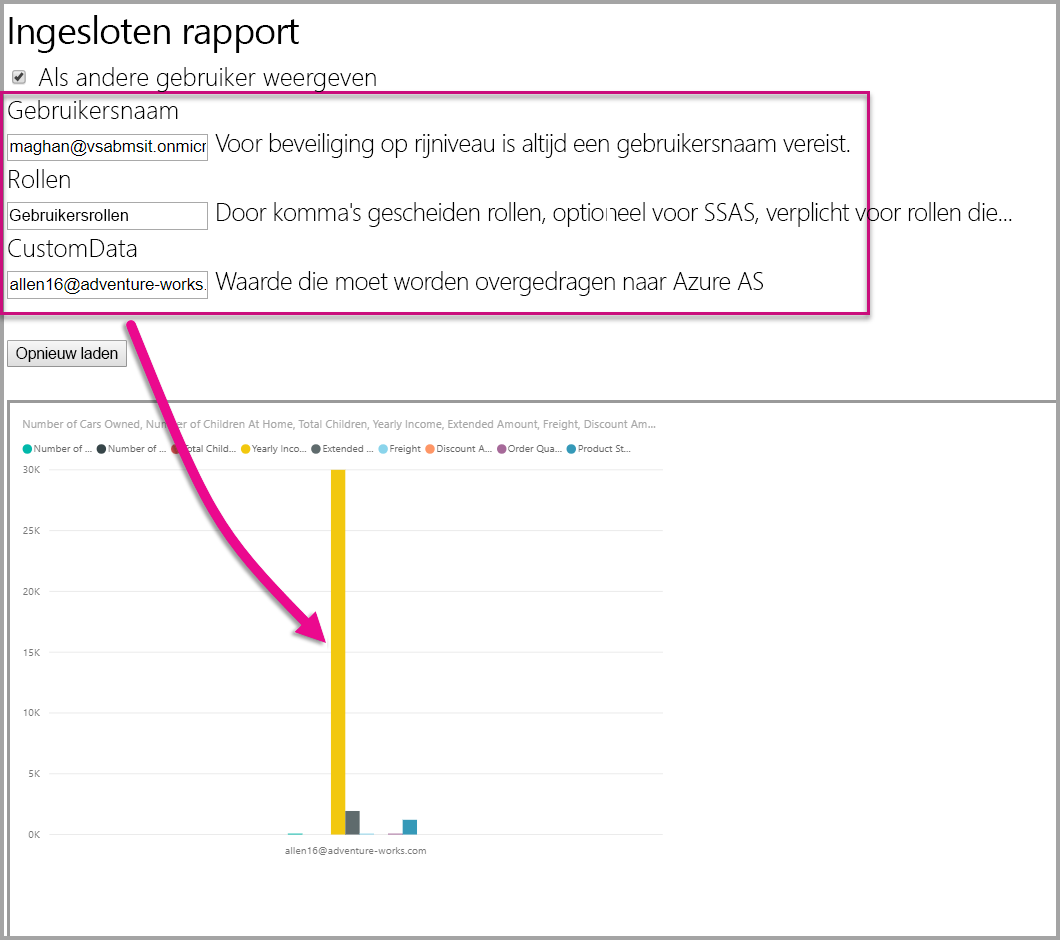 Ingesloten rapport
Als andere gebruiker weergeven
Gebruikersnaam
maghan@vsabmsit.onmicr Voor beveiliging op rijniveau is altijd een gebruikersnaam vereist.
Rollen
Gebruikersrollen Door komma's gescheiden rollen, optioneel voor SSAS, verplicht voor rollen die...
CustomData
allen16@adventure-works. Waarde die moet worden overgedragen naar Azure AS
Opnieuw laden
Number of Cars Owned, Number of Children At Home, Total Children, Yearly Income, Extended Amount, Freight, Discount Am...
Number of ... Number of ... Total Child... Yearly Inco... Extended ... Freight Discount A... Order Qua... Product St...
30K
25K
20K
15K
10K
5K
0K
allen16@adventure-works.com